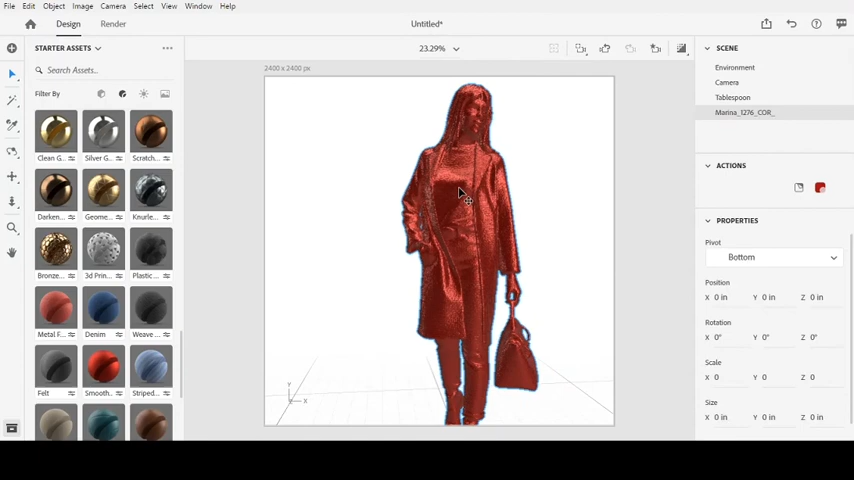 File Edit Object Image Camera Select View Window Help
Design Render Untitled*
STARTER ASSETS
23.29%
SCENE
Search Assets...
2400 x 2400 px
Environment
Camera
Filter By
Tablespoon
Marina_1276_COR_
Clean G... Silver G... Scratch...
ACTIONS
Darken... Geome... Knurle...
PROPERTIES
Pivot
Bottom
Bronze... 3d Prin... Plastic ...
Position
X 0 in Y 0 in Z 0 in
Rotation
Metal F... Denim Weave ...
X 0° Y 0° Z 0°
Scale
X 0 Y 0 Z 0
Felt Smooth... Striped...
Size
X 0 in Y 0 in Z 0 in
Y
X